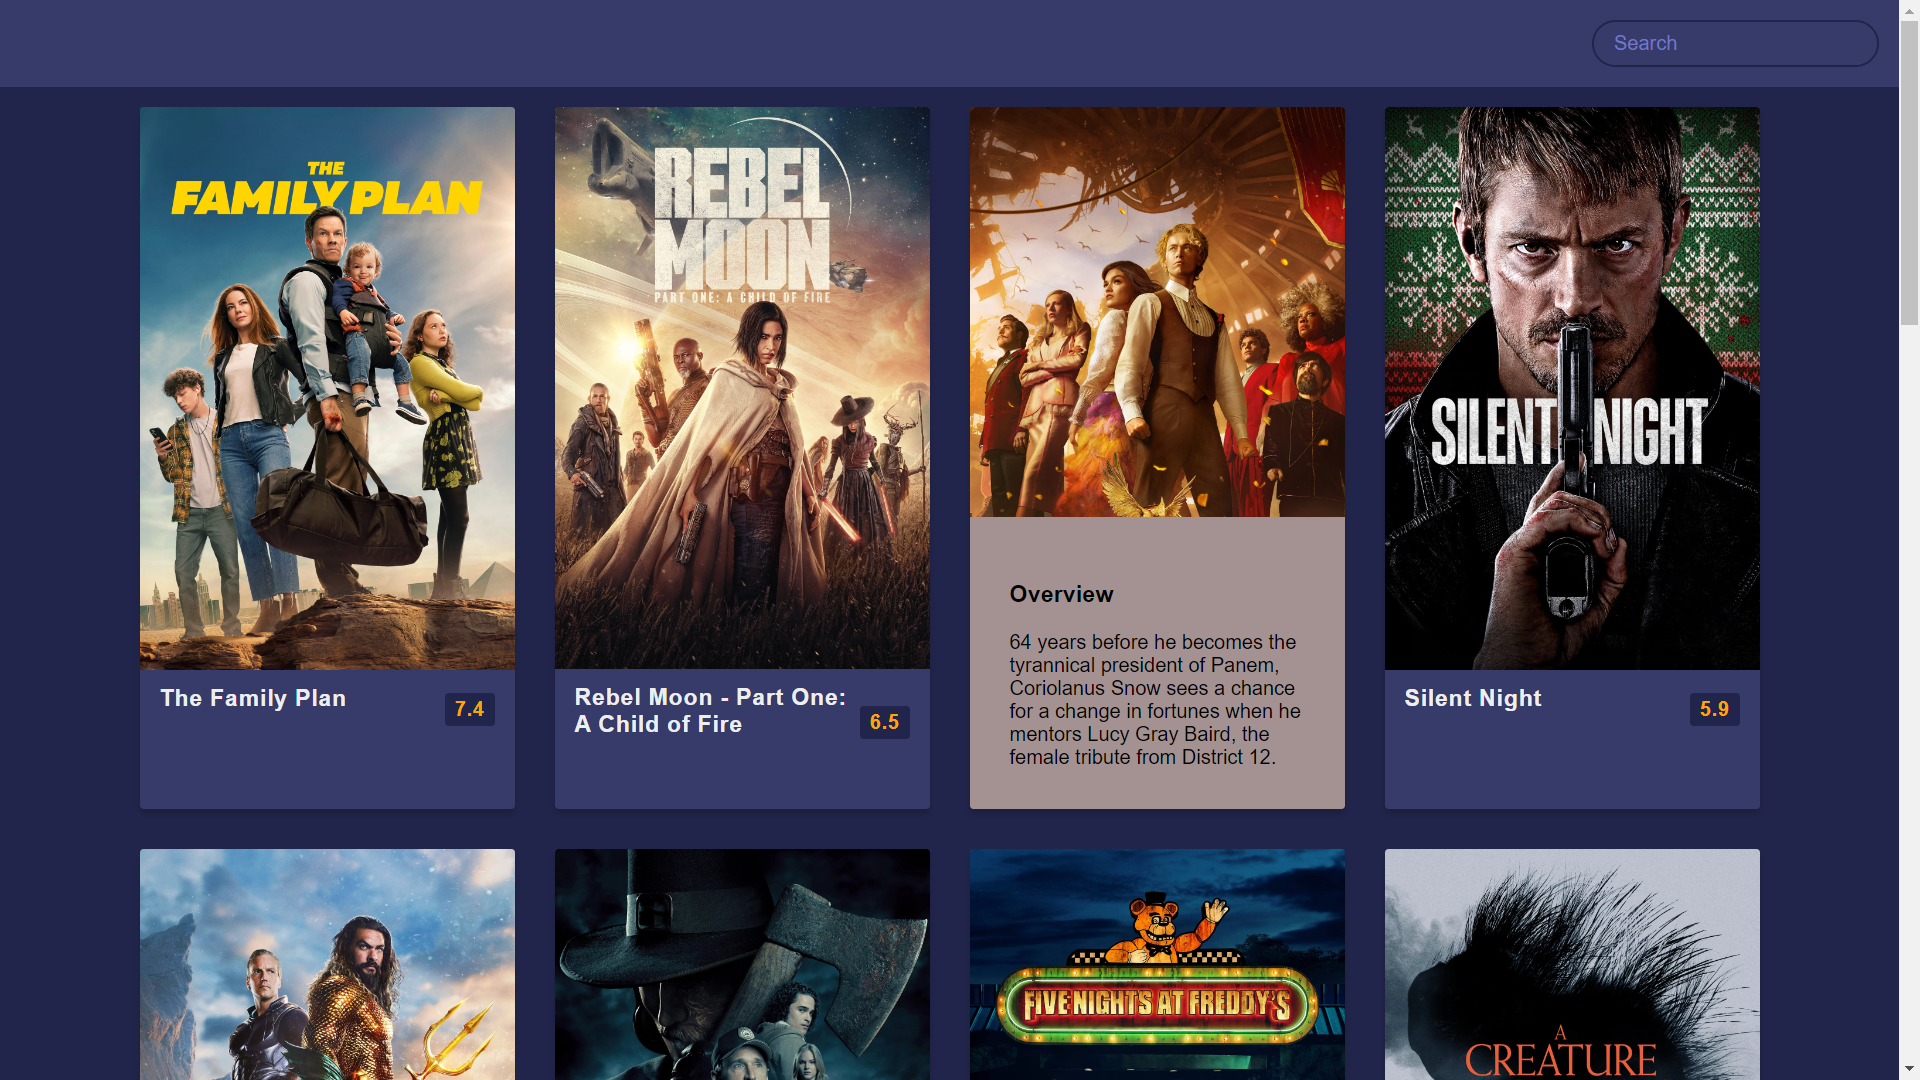 Search
THE
FAMILY PLAN
REBEL
MOON
PART ONE: A CHILD OF FIRE
SILENT NIGHT
The Family Plan
7.4
Rebel Moon - Part One:
A Child of Fire
6.5
Overview
64 years before he becomes the
tyrannical president of Panem,
Coriolanus Snow sees a chance
for a change in fortunes when he
mentors Lucy Gray Baird, the
female tribute from District 12.
Silent Night
5.9
FIVE NIGHTS AT FREDDY'S
A
CREATURE